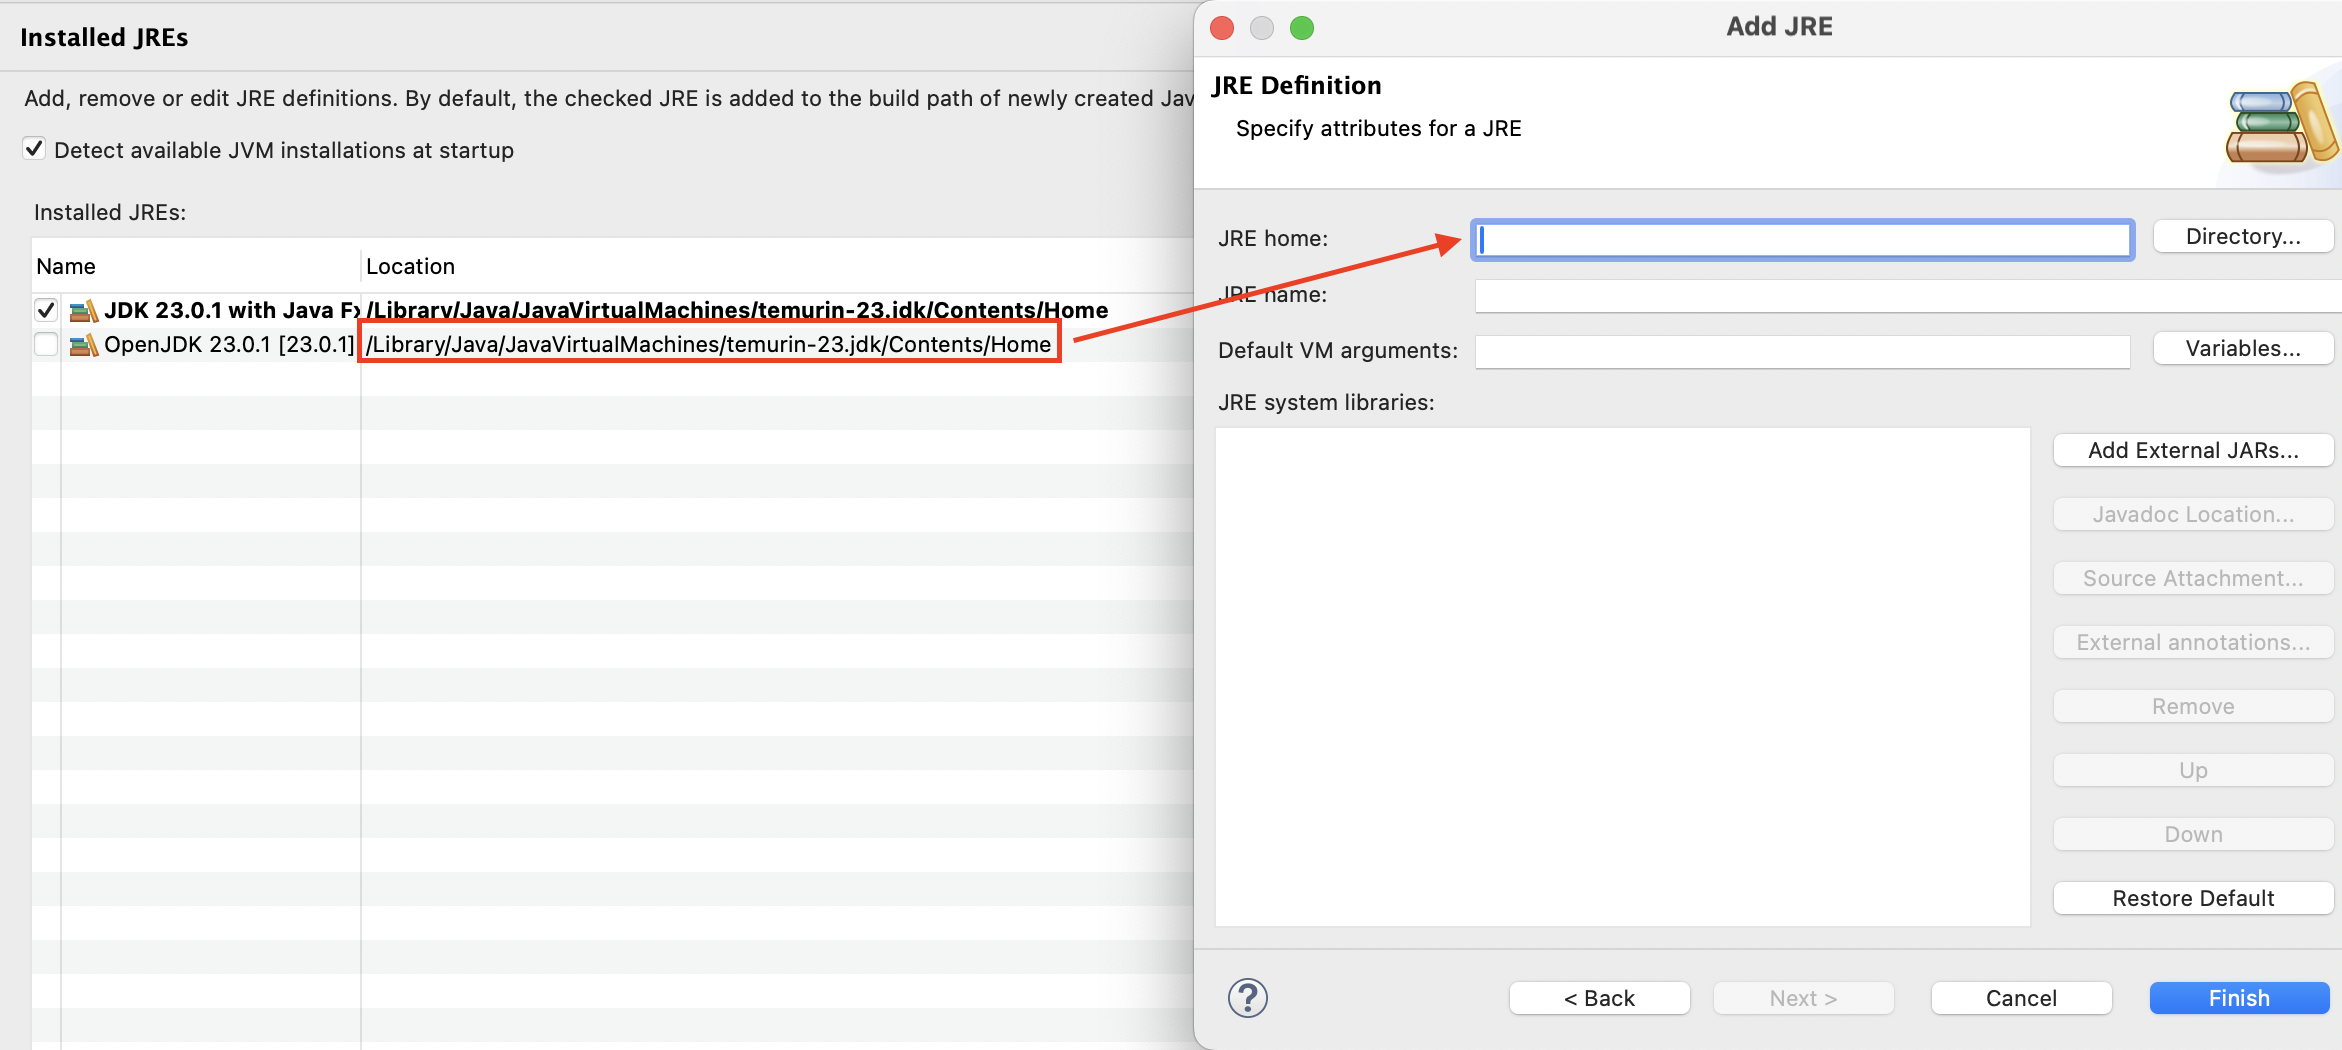 Installed JREs
Add, remove or edit JRE definitions. By default, the checked JRE is added to the build path of newly created Jav
Detect available JVM installations at startup
Installed JREs:
Name Location
JDK 23.0.1 with Java Fx /Library/Java/JavaVirtualMachines/temurin-23.jdk/Contents/Home
OpenJDK 23.0.1 [23.0.1] /Library/Java/JavaVirtualMachines/temurin-23.jdk/Contents/Home
Add JRE
JRE Definition
Specify attributes for a JRE
JRE home: Directory...
JRE name:
Default VM arguments: Variables...
JRE system libraries:
Add External JARs...
Javadoc Location...
Source Attachment...
External annotations...
Remove
Up
Down
Restore Default
? < Back Next > Cancel Finish